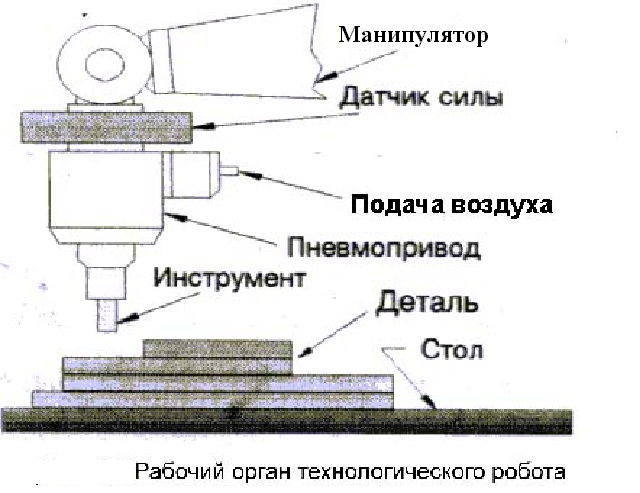 Манипулятор
Датчик силы
Подача воздуха
Пневмопривод
Инструмент
Деталь
Стол
Рабочий орган технологического робота